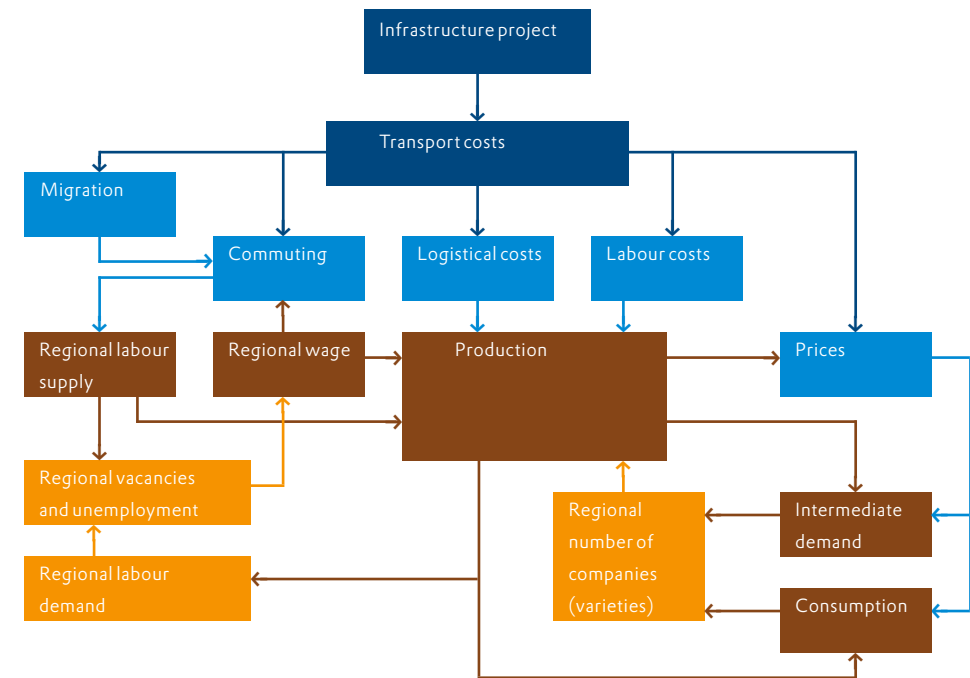 Infrastructure project
Transport costs
Migration
Commuting
Logistical costs
Labour costs
Regional labour
supply
Regional wage
Production
Prices
Regional vacancies
and unemployment
Regional
number of
companies
(varieties)
Intermediate
demand
Regional labour
demand
Consumption